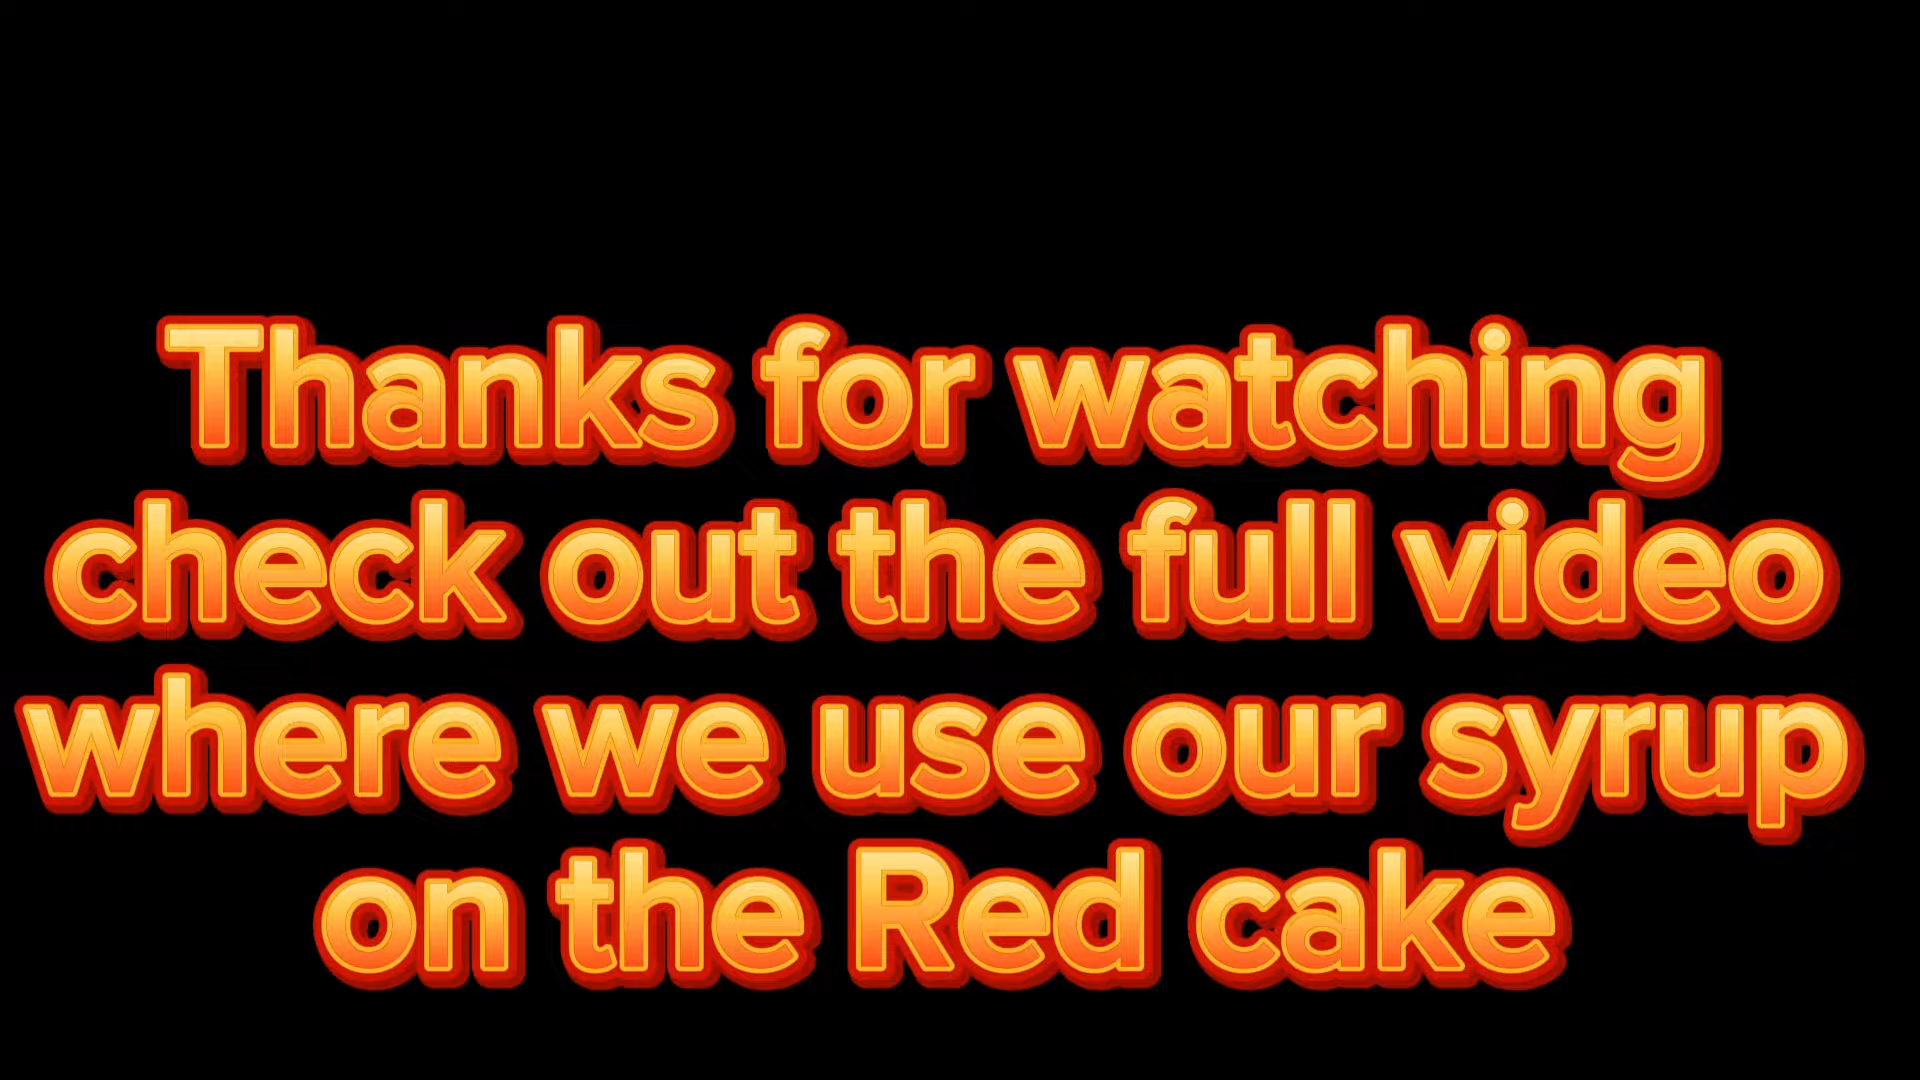 Thanks for watching
check out the full video
where we use our syrup
on the Red cake